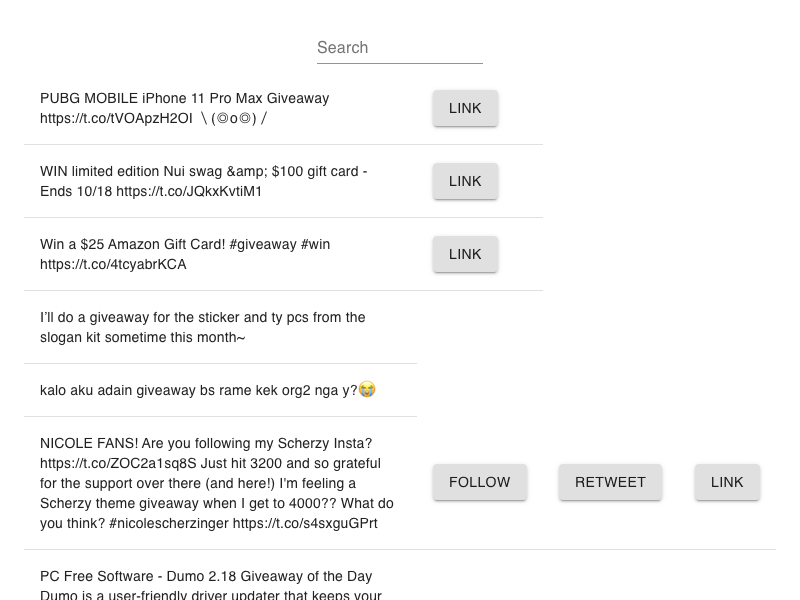 Search
PUBG MOBILE iPhone 11 Pro Max Giveaway
https://t.co/tVOApzH2OI ╲(◎o◎)╱
LINK
WIN limited edition Nui swag &amp; $100 gift card -
Ends 10/18 https://t.co/JQkxKvtiM1
LINK
Win a $25 Amazon Gift Card! #giveaway #win
https://t.co/4tcyabrKCA
LINK
I’ll do a giveaway for the sticker and ty pcs from the
slogan kit sometime this month~
kalo aku adain giveaway bs rame kek org2 nga y?😭
NICOLE FANS! Are you following my Scherzy Insta?
https://t.co/ZOC2a1sq8S Just hit 3200 and so grateful
for the support over there (and here!) I'm feeling a
Scherzy theme giveaway when I get to 4000?? What do
you think? #nicolescherzinger https://t.co/s4sxguGPrt
FOLLOW
RETWEET
LINK
PC Free Software - Dumo 2.18 Giveaway of the Day
Dumo is a user-friendly driver updater that keeps your